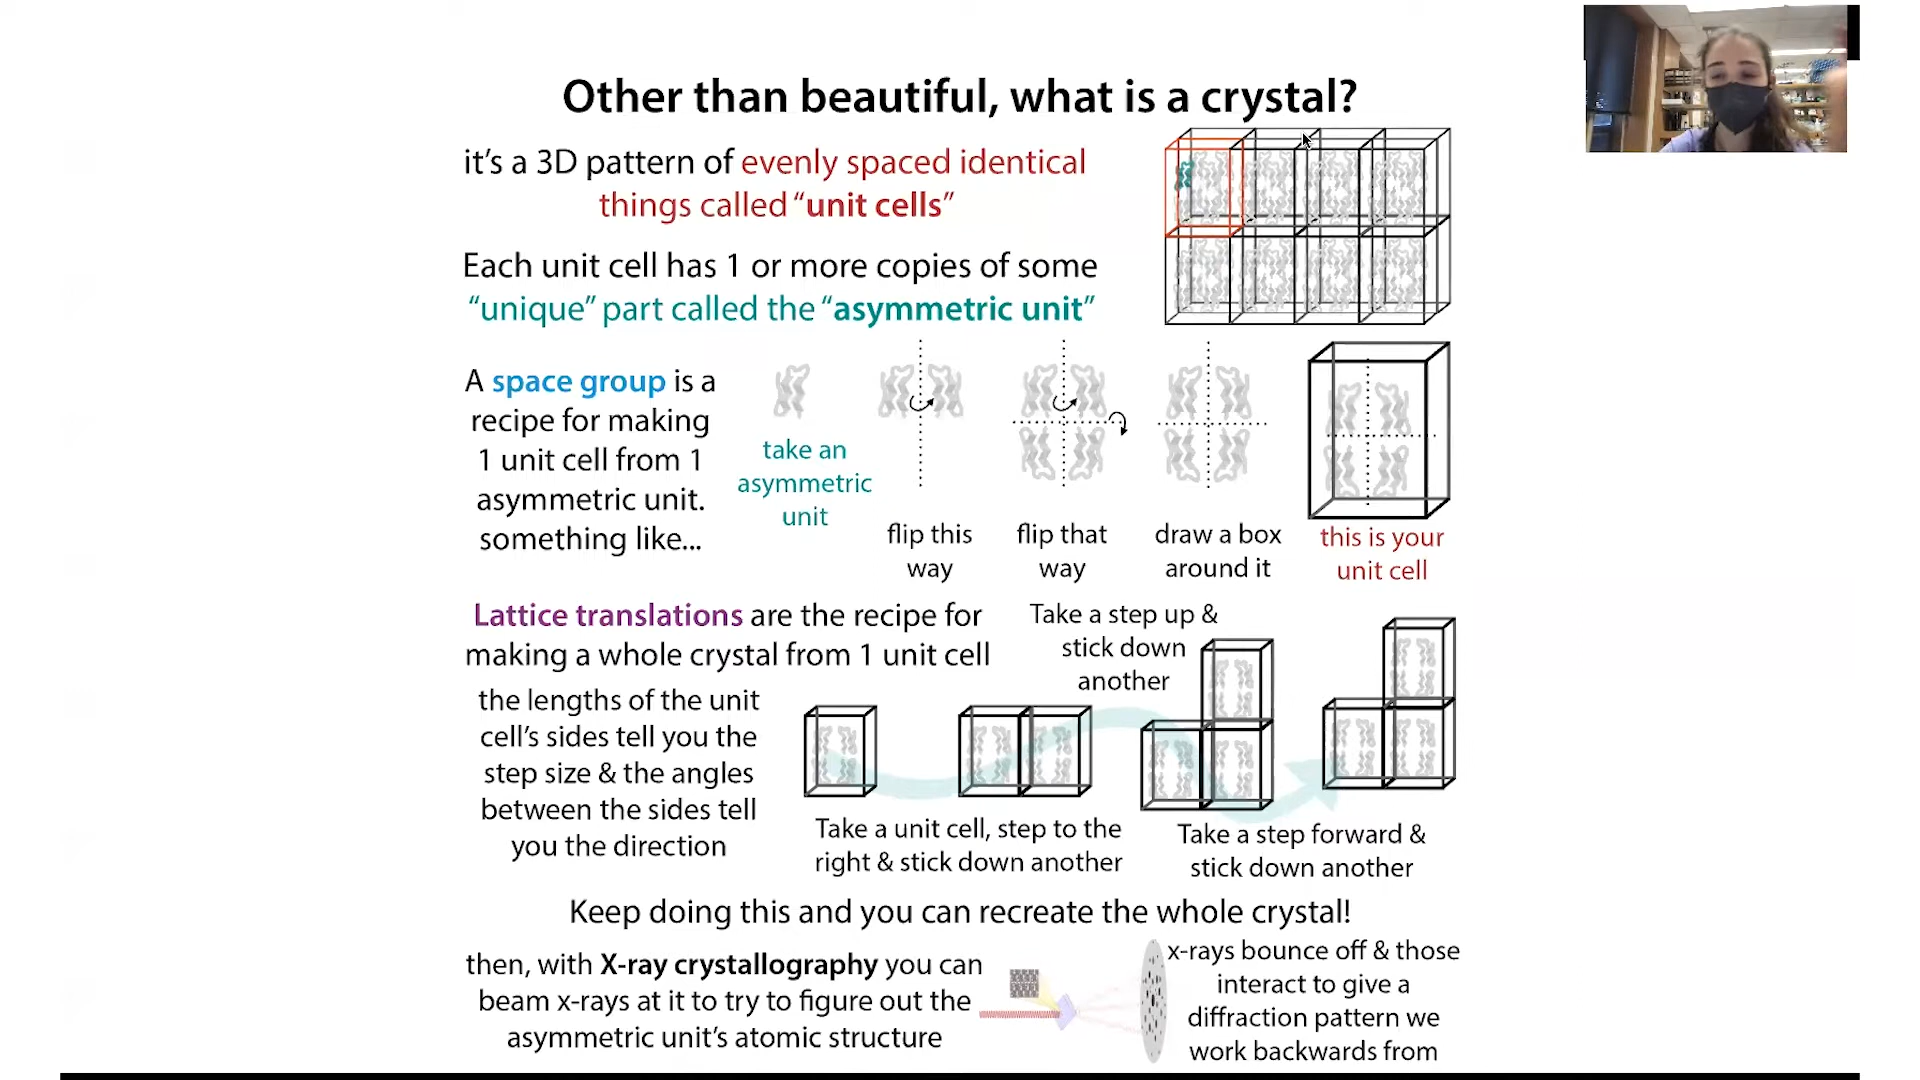 Other than beautiful, what is a crystal?
it’s a 3D pattern of evenly spaced identical
things called “unit cells”
Each unit cell has 1 or more copies of some
“unique” part called the “asymmetric unit”
A space group is a
recipe for making
1 unit cell from 1
asymmetric unit.
something like...
take an
asymmetric
unit
flip this
way
flip that
way
draw a box
around it
this is your
unit cell
Lattice translations are the recipe for
making a whole crystal from 1 unit cell
the lengths of the unit
cell’s sides tell you the
step size & the angles
between the sides tell
you the direction
Take a unit cell, step to the
right & stick down another
Take a step up &
stick down
another
Take a step forward &
stick down another
Keep doing this and you can recreate the whole crystal!
then, with X-ray crystallography you can
beam x-rays at it to try to figure out the
asymmetric unit’s atomic structure
x-rays bounce off & those
interact to give a
diffraction pattern we
work backwards from